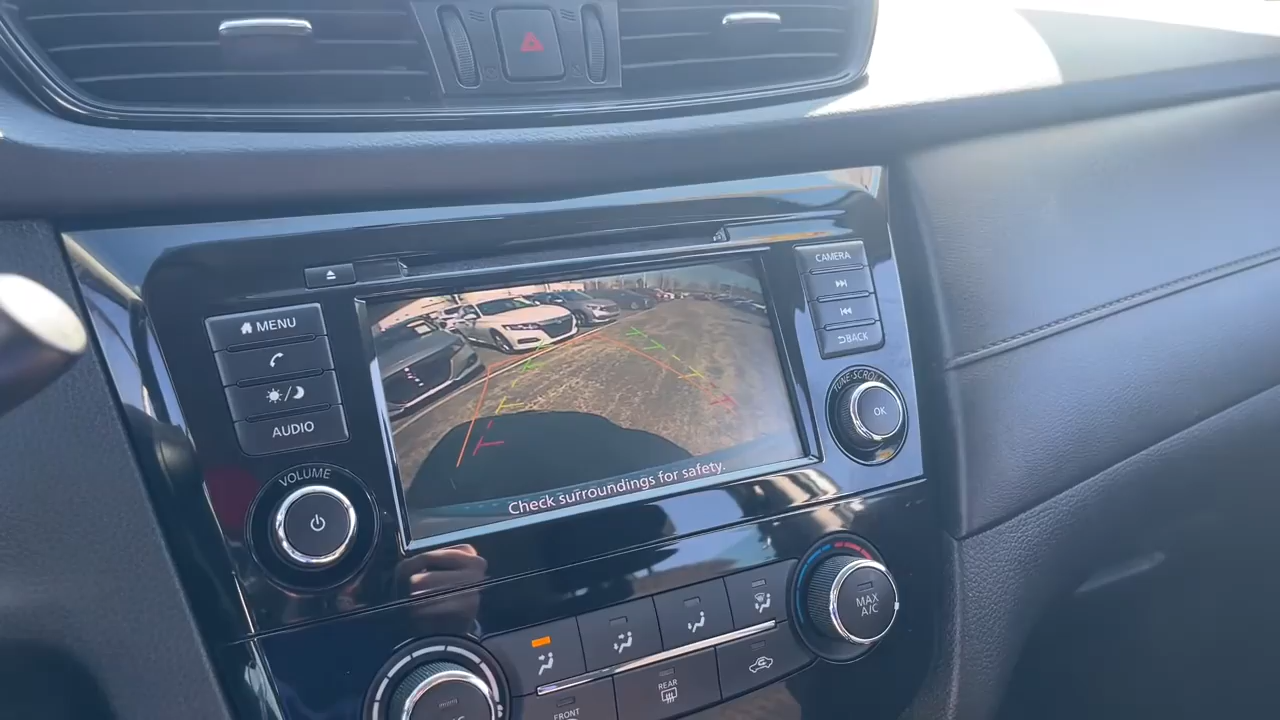 MENU
AUDIO
VOLUME
CAMERA
BACK
TUNE·SCROLL
OK
Check surroundings for safety.
MAX
A/C
REAR
FRONT